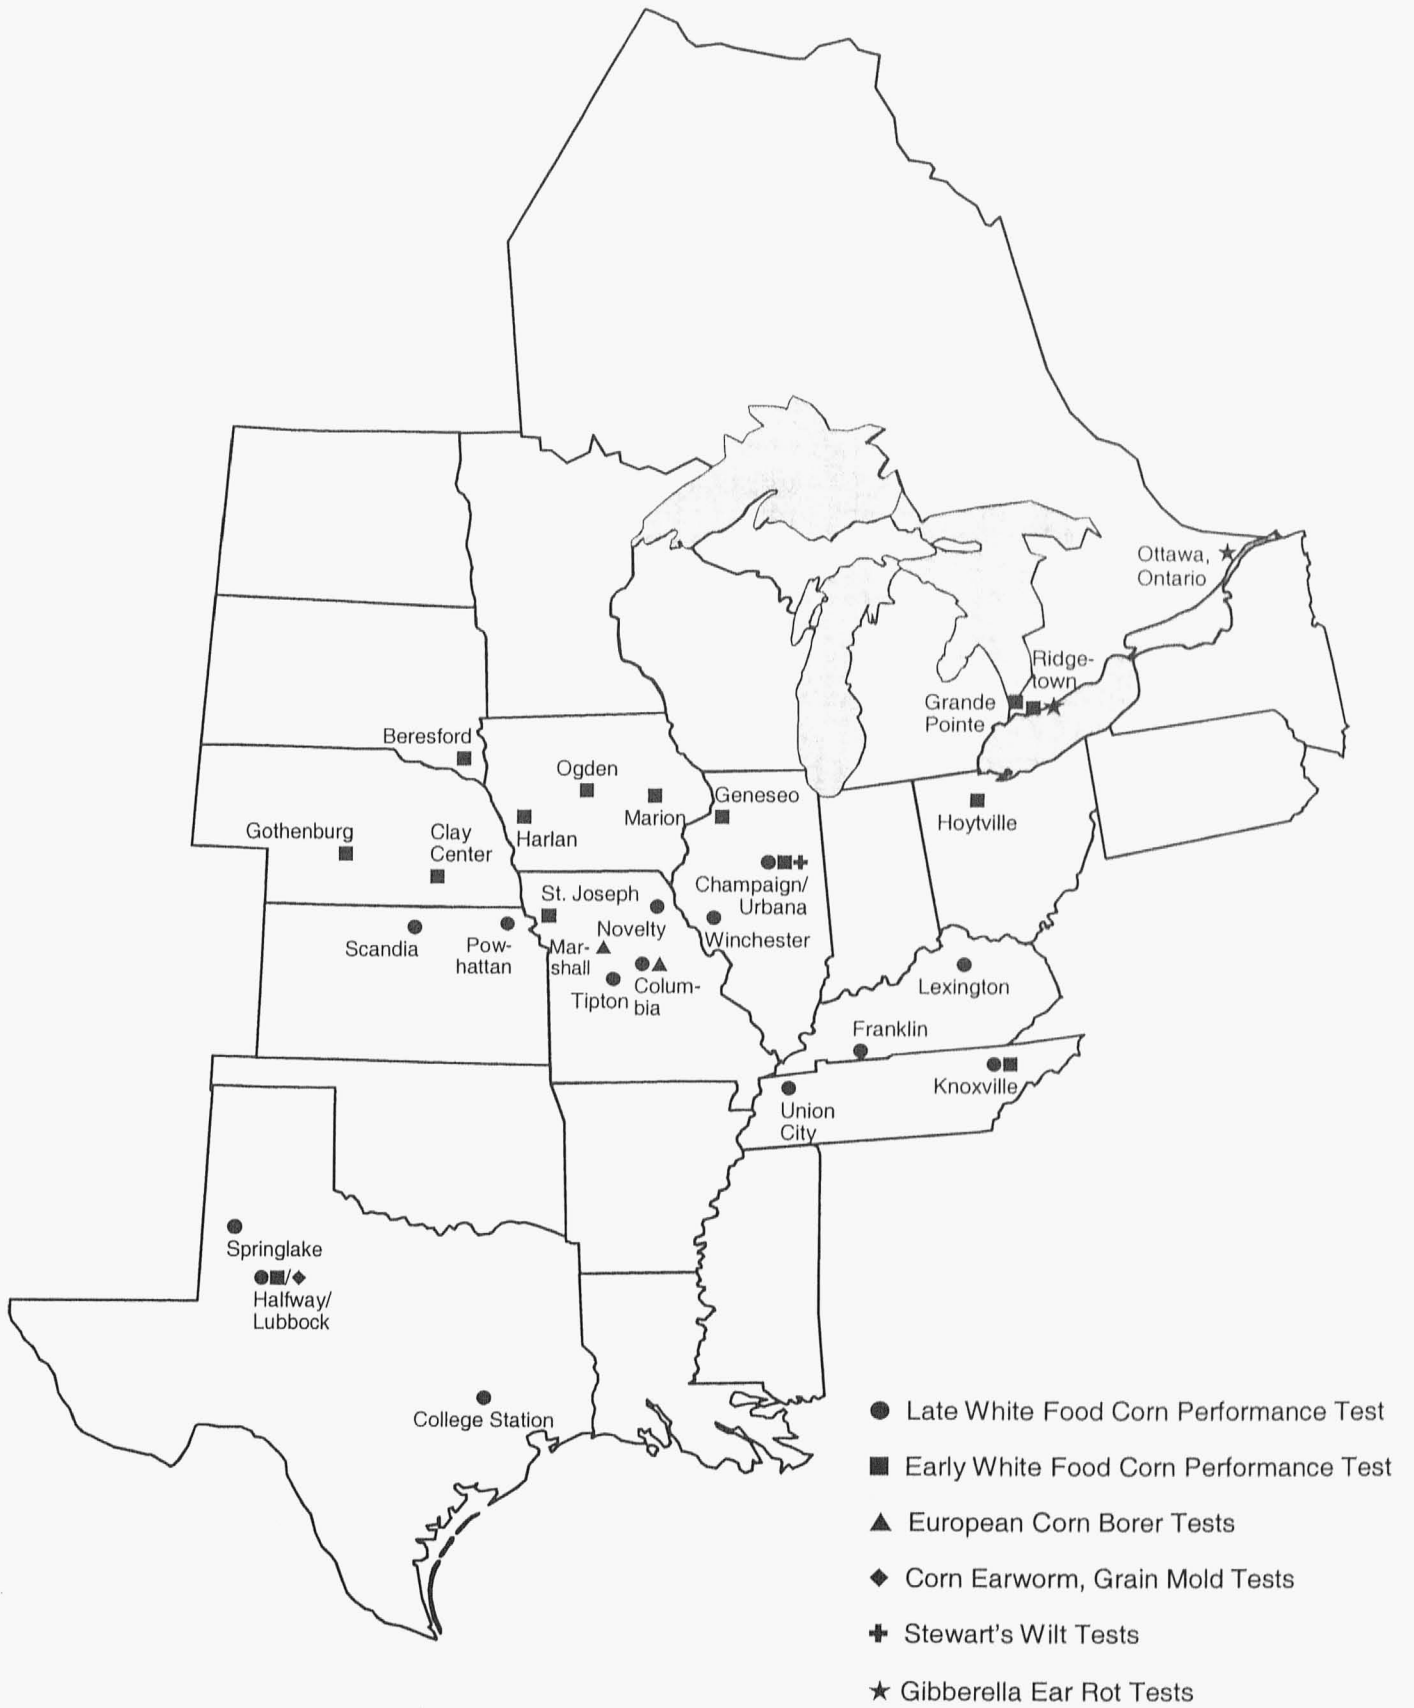 Ottawa,
Ontario
Ridge-
town
Grande
Pointe
Beresford
Ogden
Marion
Geneseo
Harlan
Hoytville
Gothenburg
Clay
Center
Champaign/
Urbana
St. Joseph
Novelty
Winchester
Scandia
Pow-
hattan
Mar-
shall
Tipton
Colum-
bia
Lexington
Franklin
Knoxville
Union
City
Springlake
/
Halfway/
Lubbock
College Station
Late White Food Corn Performance Test
Early White Food Corn Performance Test
European Corn Borer Tests
Corn Earworm, Grain Mold Tests
Stewart's Wilt Tests
Gibberella Ear Rot Tests